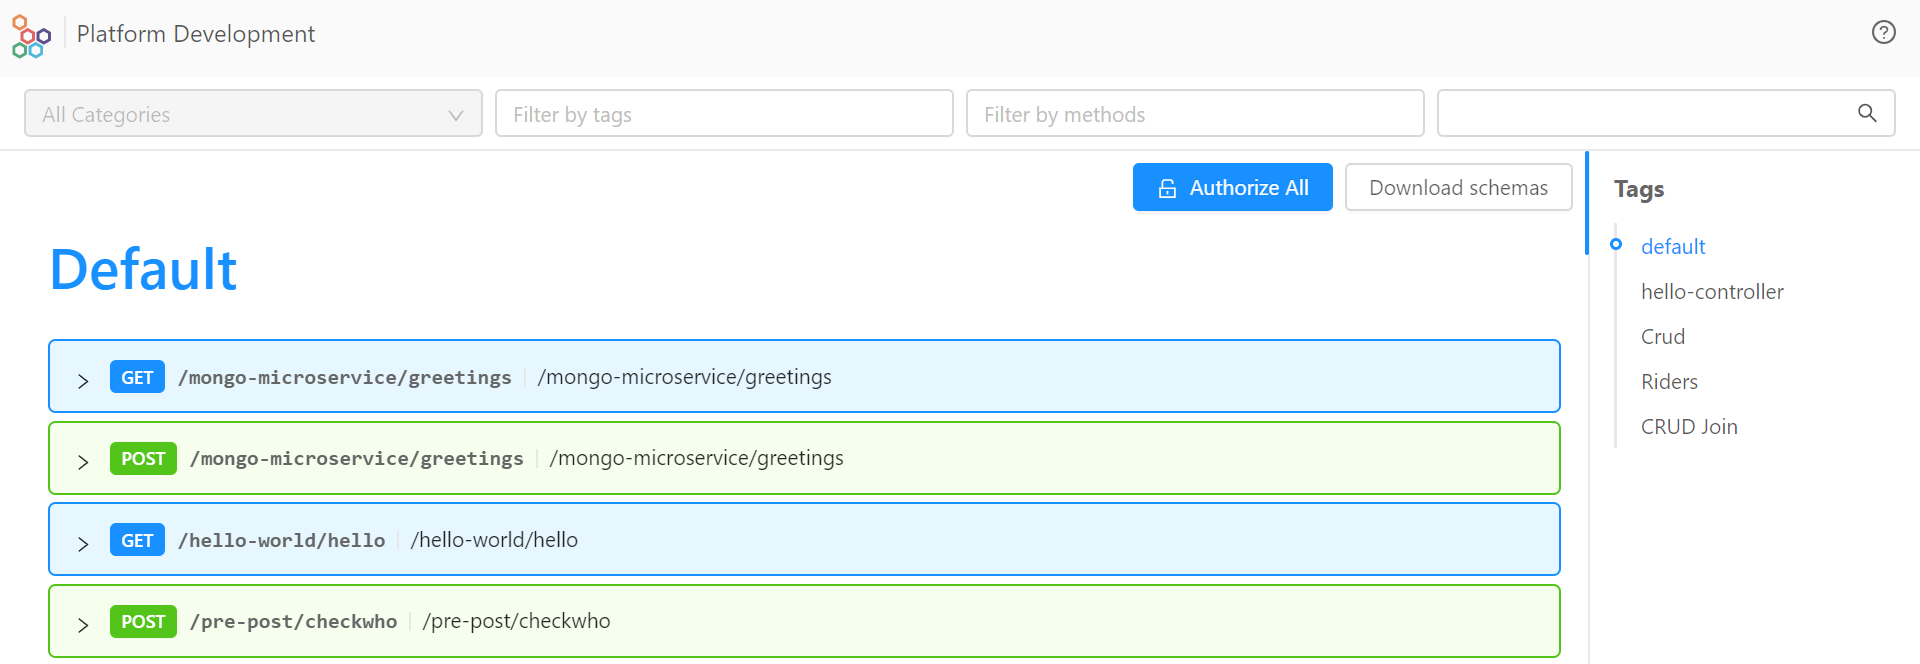 Platform Development
All Categories
Filter by tags
Filter by methods
Authorize All
Download schemas
Default
GET /mongo-microservice/greetings /mongo-microservice/greetings
POST /mongo-microservice/greetings /mongo-microservice/greetings
GET /hello-world/hello /hello-world/hello
POST /pre-post/checkwho /pre-post/checkwho
Tags
default
hello-controller
Crud
Riders
CRUD Join